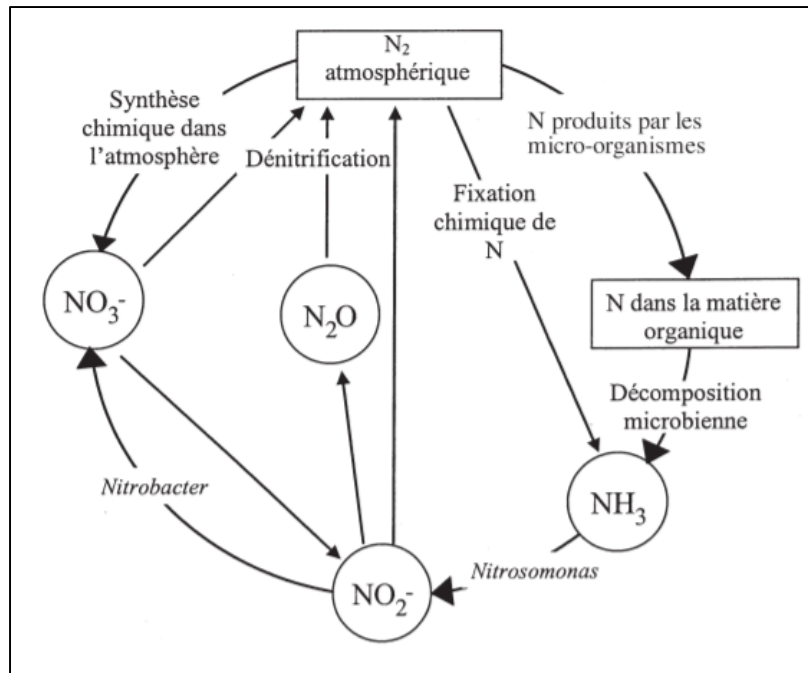 N₂
atmosphérique
Synthèse
chimique dans
l'atmosphère
Dénitrification
N produits par les
micro-organismes
Fixation
chimique de
N
NO₃⁻
N₂O
N dans la matière
organique
Décomposition
microbienne
Nitrobacter
NH₃
Nitrosomonas
NO₂⁻